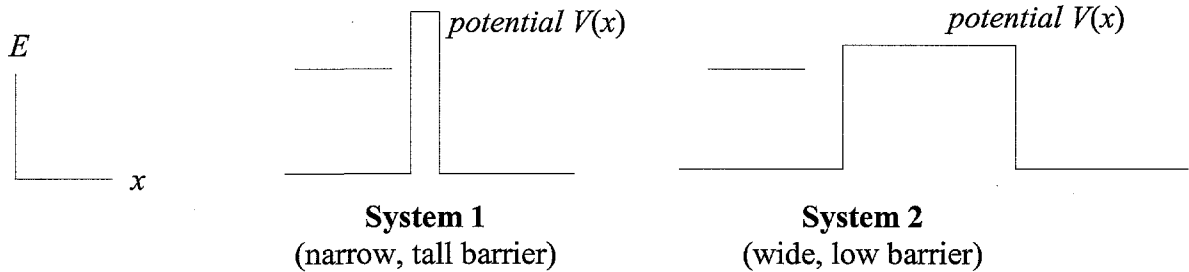 potential V(x)
potential V(x)
E
x
System 1
(narrow, tall barrier)
System 2
(wide, low barrier)